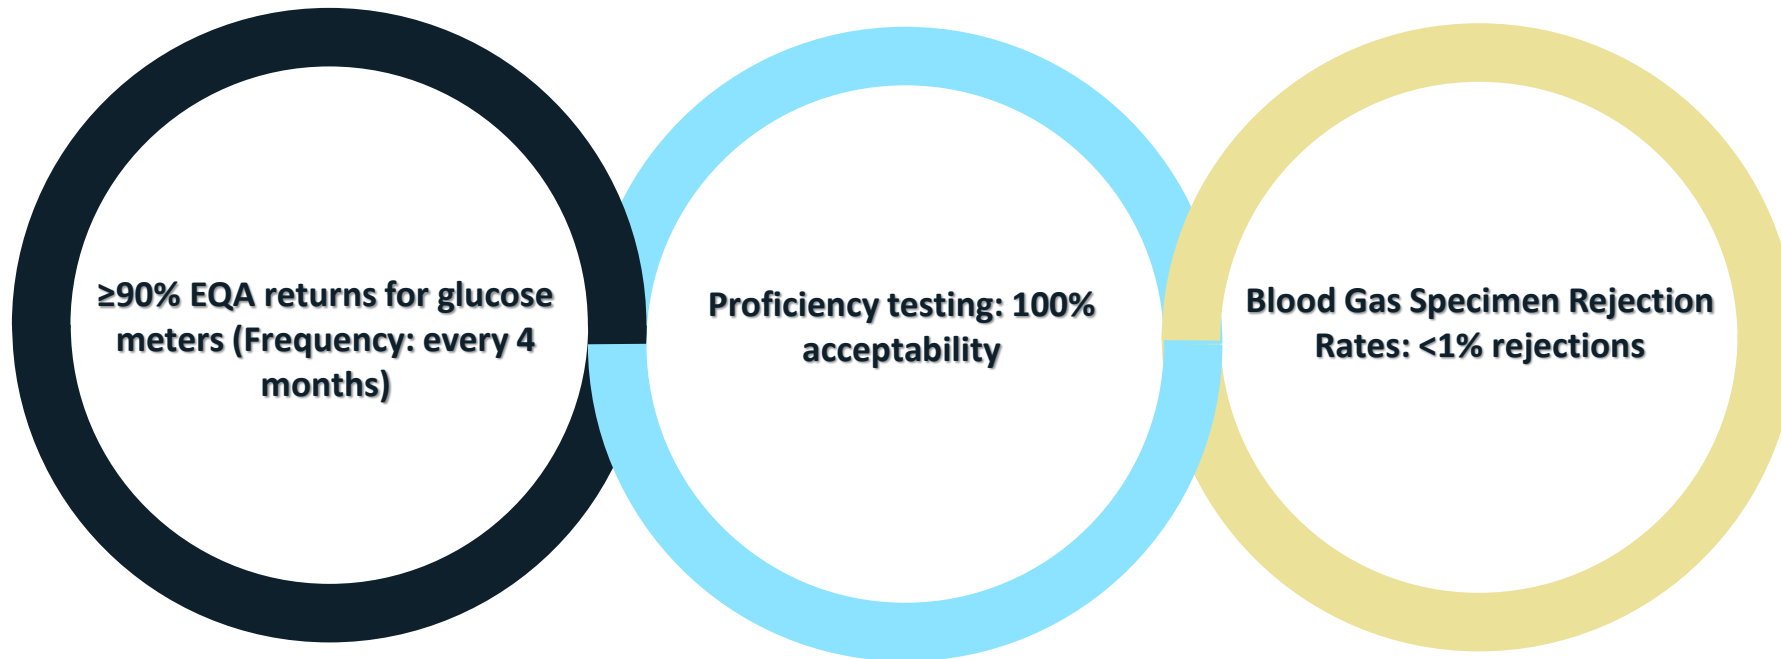 ≥90% EQA returns for glucose
meters (Frequency: every 4
months)
Proficiency testing: 100%
acceptability
Blood Gas Specimen Rejection
Rates: <1% rejections